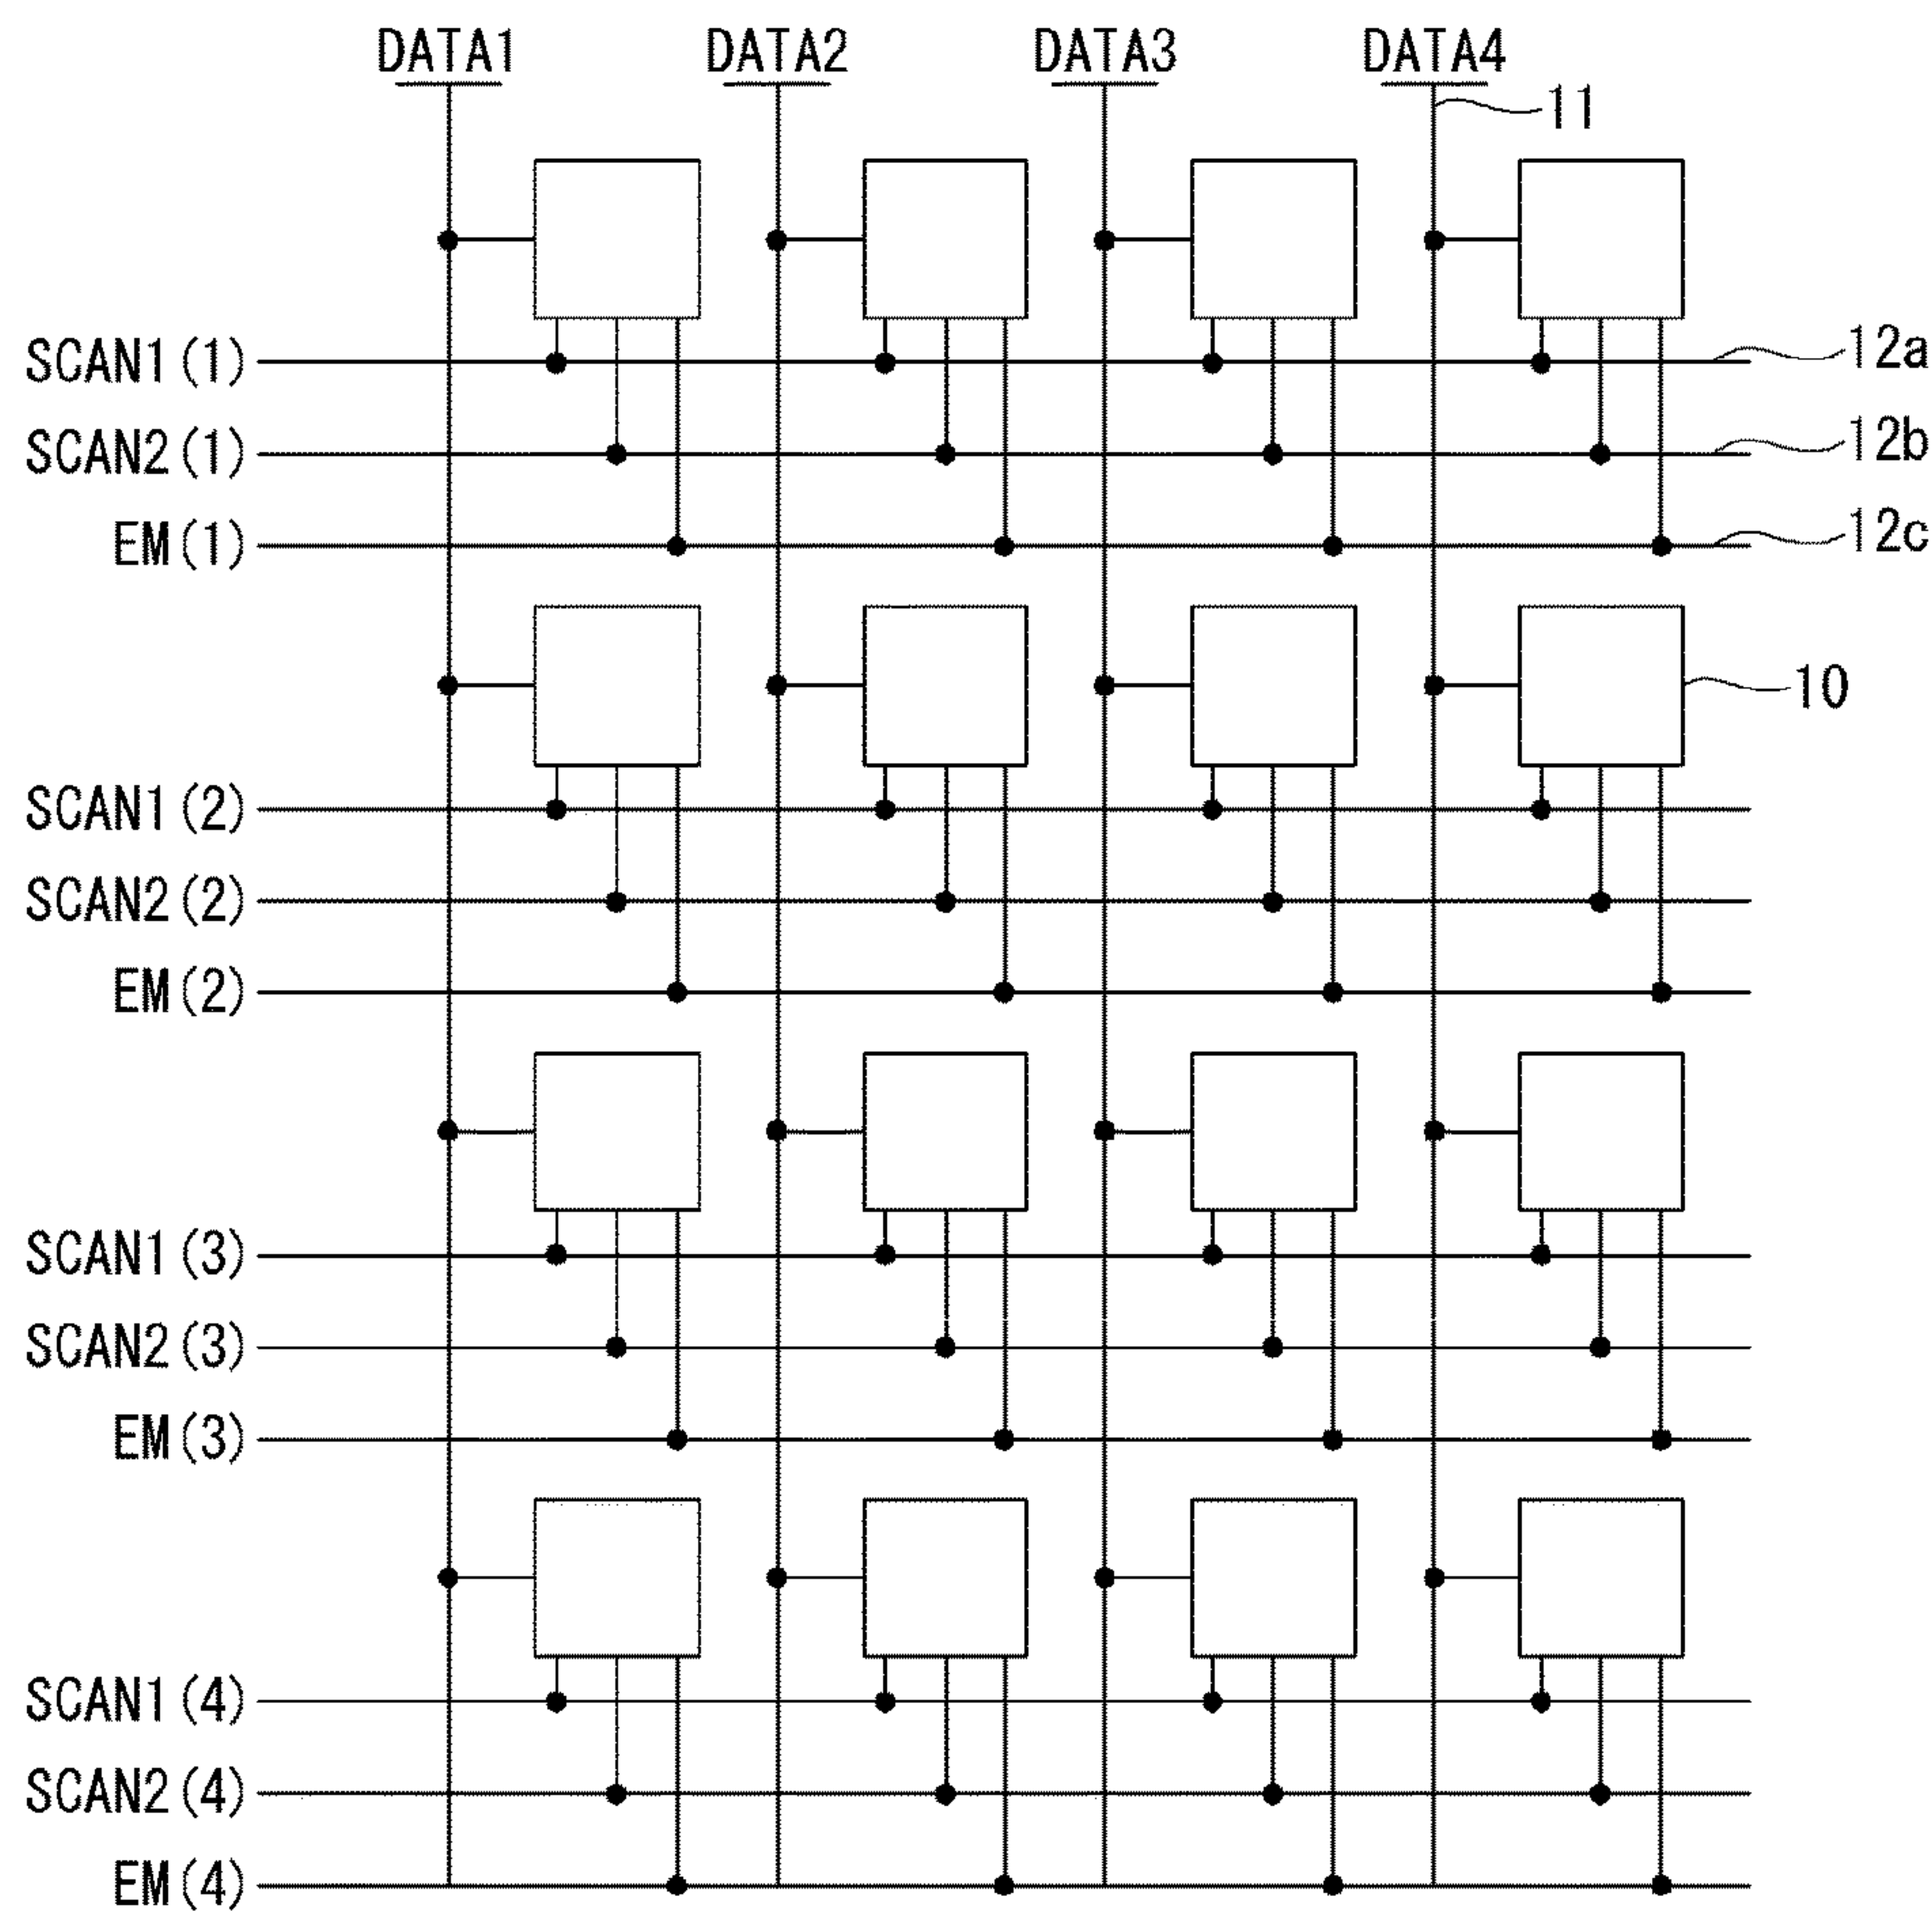 DATA1 DATA2 DATA3 DATA4
11
SCAN1(1) 12a
SCAN2(1) 12b
EM(1) 12c
10
SCAN1(2)
SCAN2(2)
EM(2)
SCAN1(3)
SCAN2(3)
EM(3)
SCAN1(4)
SCAN2(4)
EM(4)